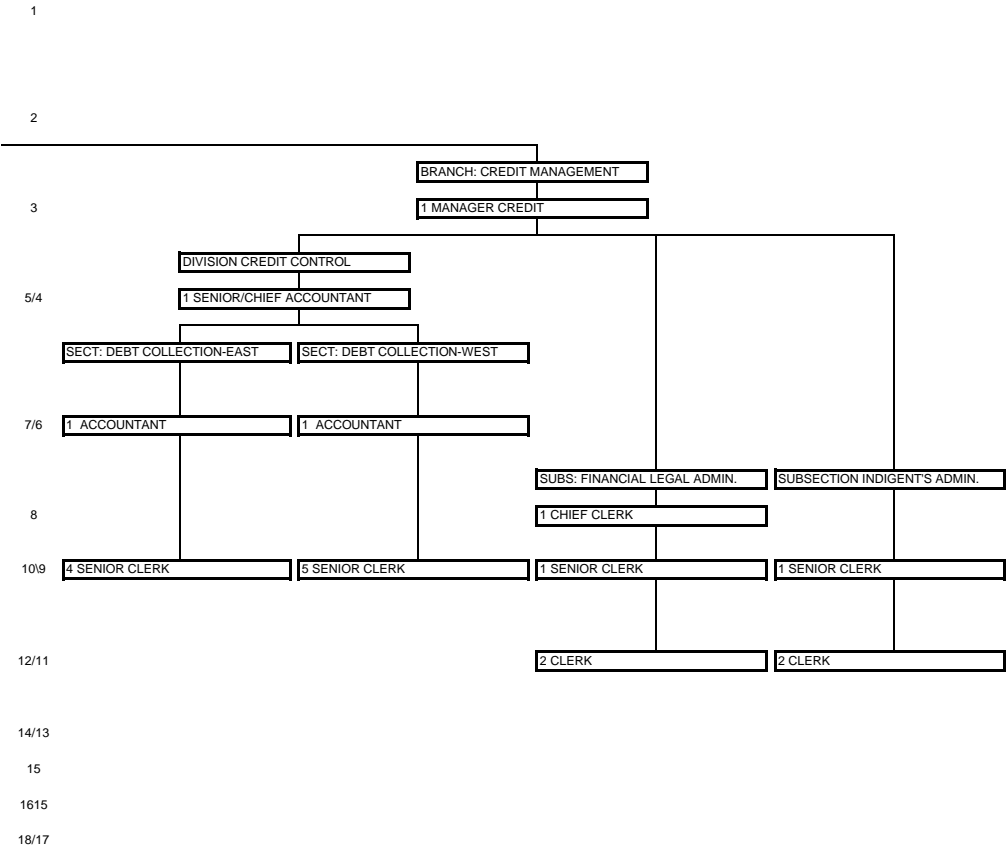 1
2
BRANCH: CREDIT MANAGEMENT
3
1 MANAGER CREDIT
DIVISION CREDIT CONTROL
5/4
1 SENIOR/CHIEF ACCOUNTANT
SECT: DEBT COLLECTION-EAST
SECT: DEBT COLLECTION-WEST
7/6
1 ACCOUNTANT
1 ACCOUNTANT
SUBS: FINANCIAL LEGAL ADMIN.
SUBSECTION INDIGENT'S ADMIN.
8
1 CHIEF CLERK
10\9
4 SENIOR CLERK
5 SENIOR CLERK
1 SENIOR CLERK
1 SENIOR CLERK
12/11
2 CLERK
2 CLERK
14/13
15
1615
18/17